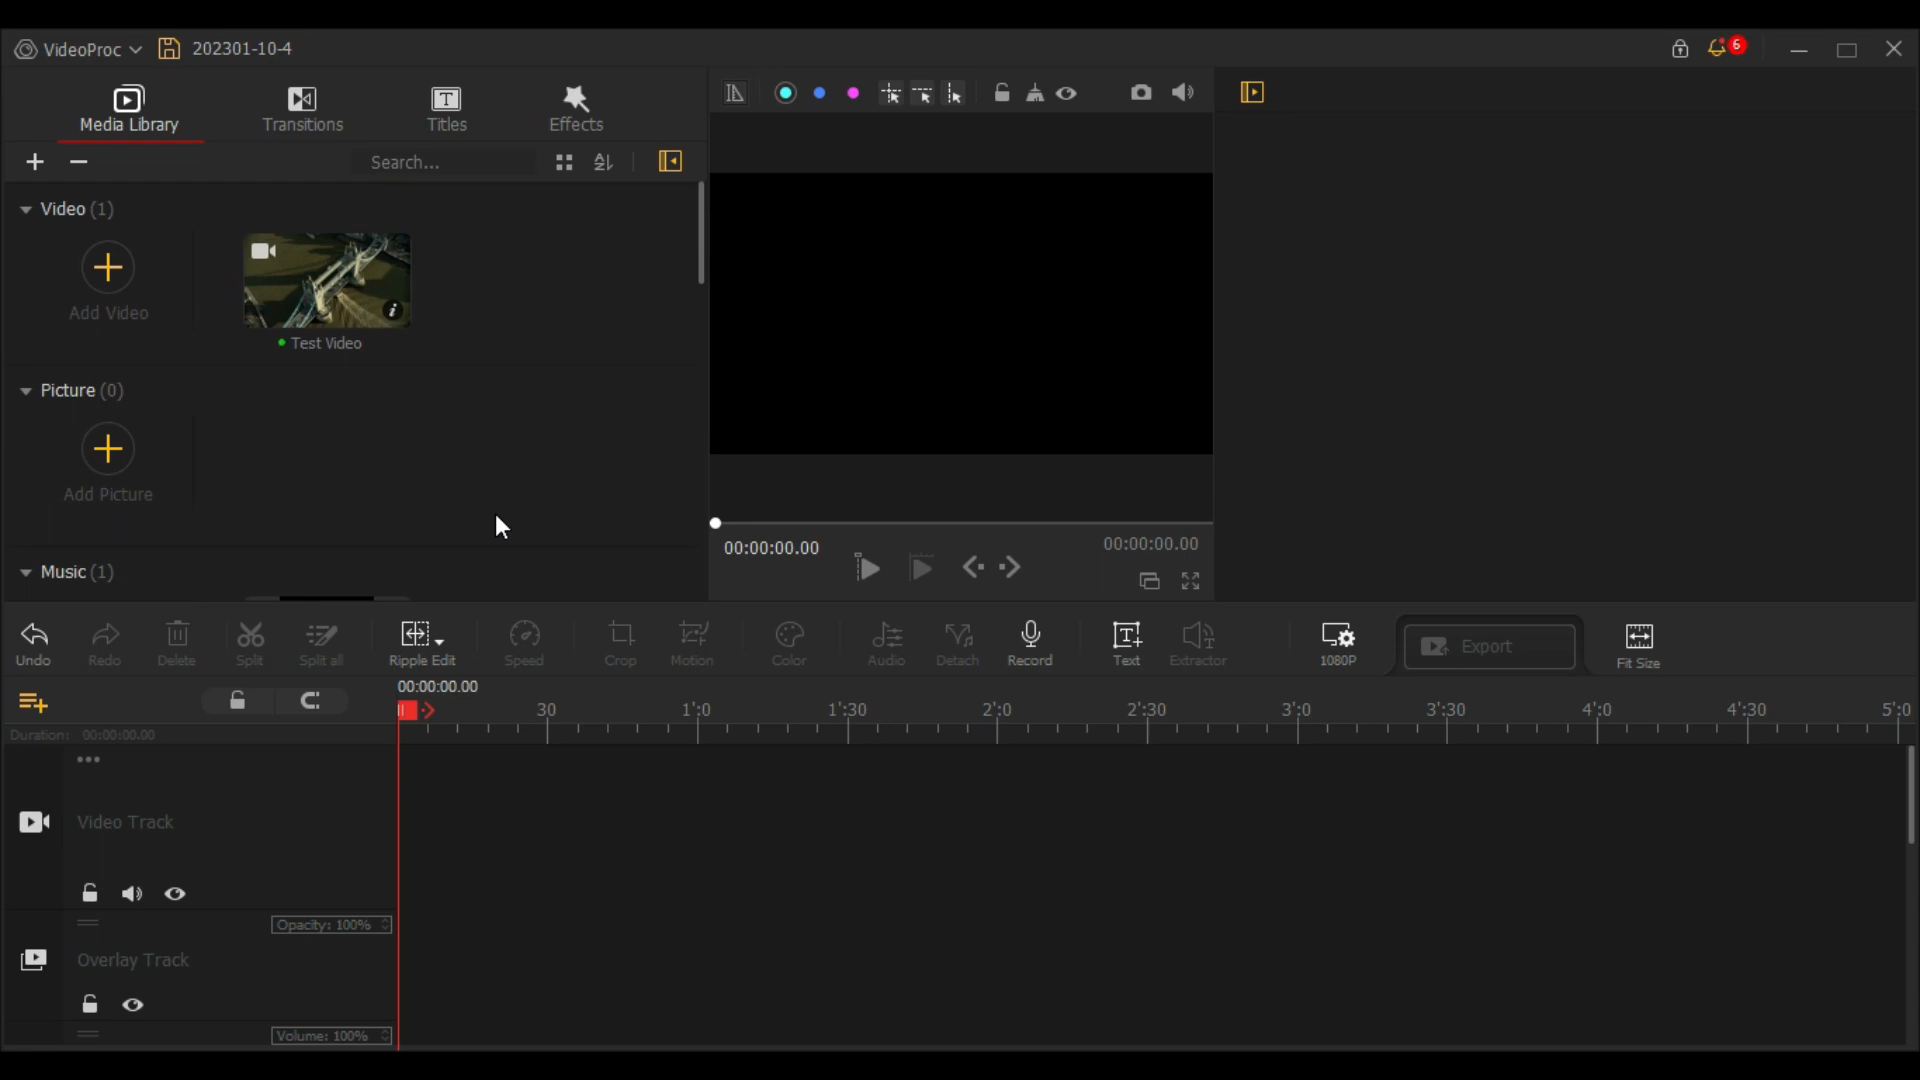 VideoProc 202301-10-4 6
Media Library Transitions Titles Effects
Search...
Video (1)
Add Video
Test Video
Picture (0)
Add Picture
Music (1)
00:00:00.00 00:00:00.00
Undo Redo Delete Split Split all Ripple Edit Speed Crop Motion Color Audio Detach Record Text Extractor 1080P Export Fit Size
00:00:00.00
30 1':0 1':30 2':0 2':30 3':0 3':30 4':0 4':30 5':0
Duration: 00:00:00.00
Video Track
Opacity: 100%
Overlay Track
Volume: 100%